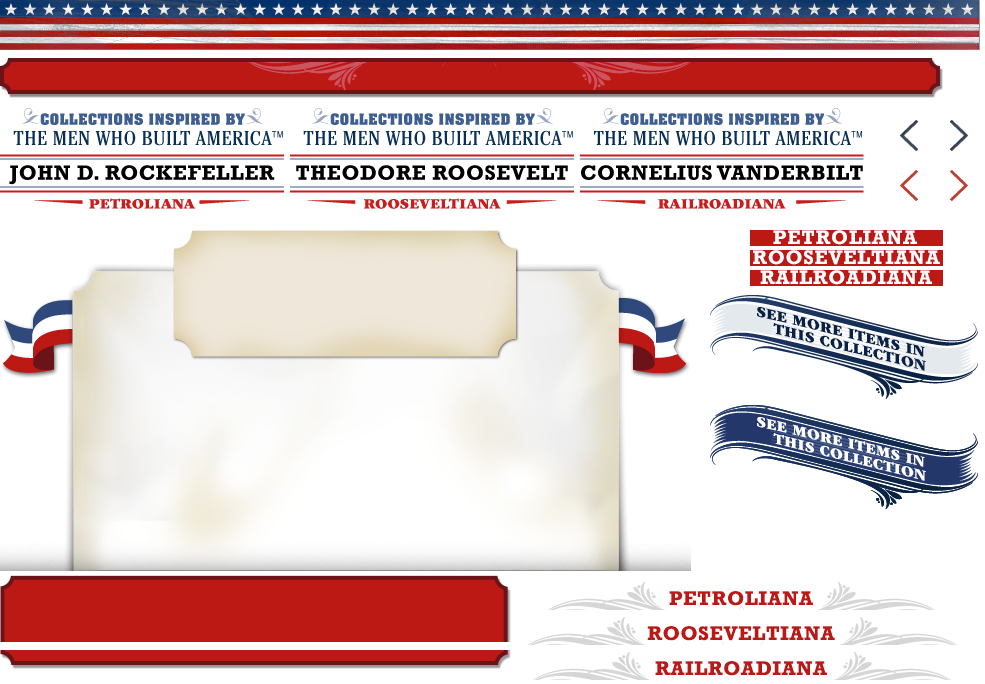 COLLECTIONS INSPIRED BY
THE MEN WHO BUILT AMERICA™
JOHN D. ROCKEFELLER
PETROLIANA
COLLECTIONS INSPIRED BY
THE MEN WHO BUILT AMERICA™
THEODORE ROOSEVELT
ROOSEVELTIANA
COLLECTIONS INSPIRED BY
THE MEN WHO BUILT AMERICA™
CORNELIUS VANDERBILT
RAILROADIANA
PETROLIANA
ROOSEVELTIANA
RAILROADIANA
SEE MORE ITEMS IN
THIS COLLECTION
SEE MORE ITEMS IN
THIS COLLECTION
PETROLIANA
ROOSEVELTIANA
RAILROADIANA